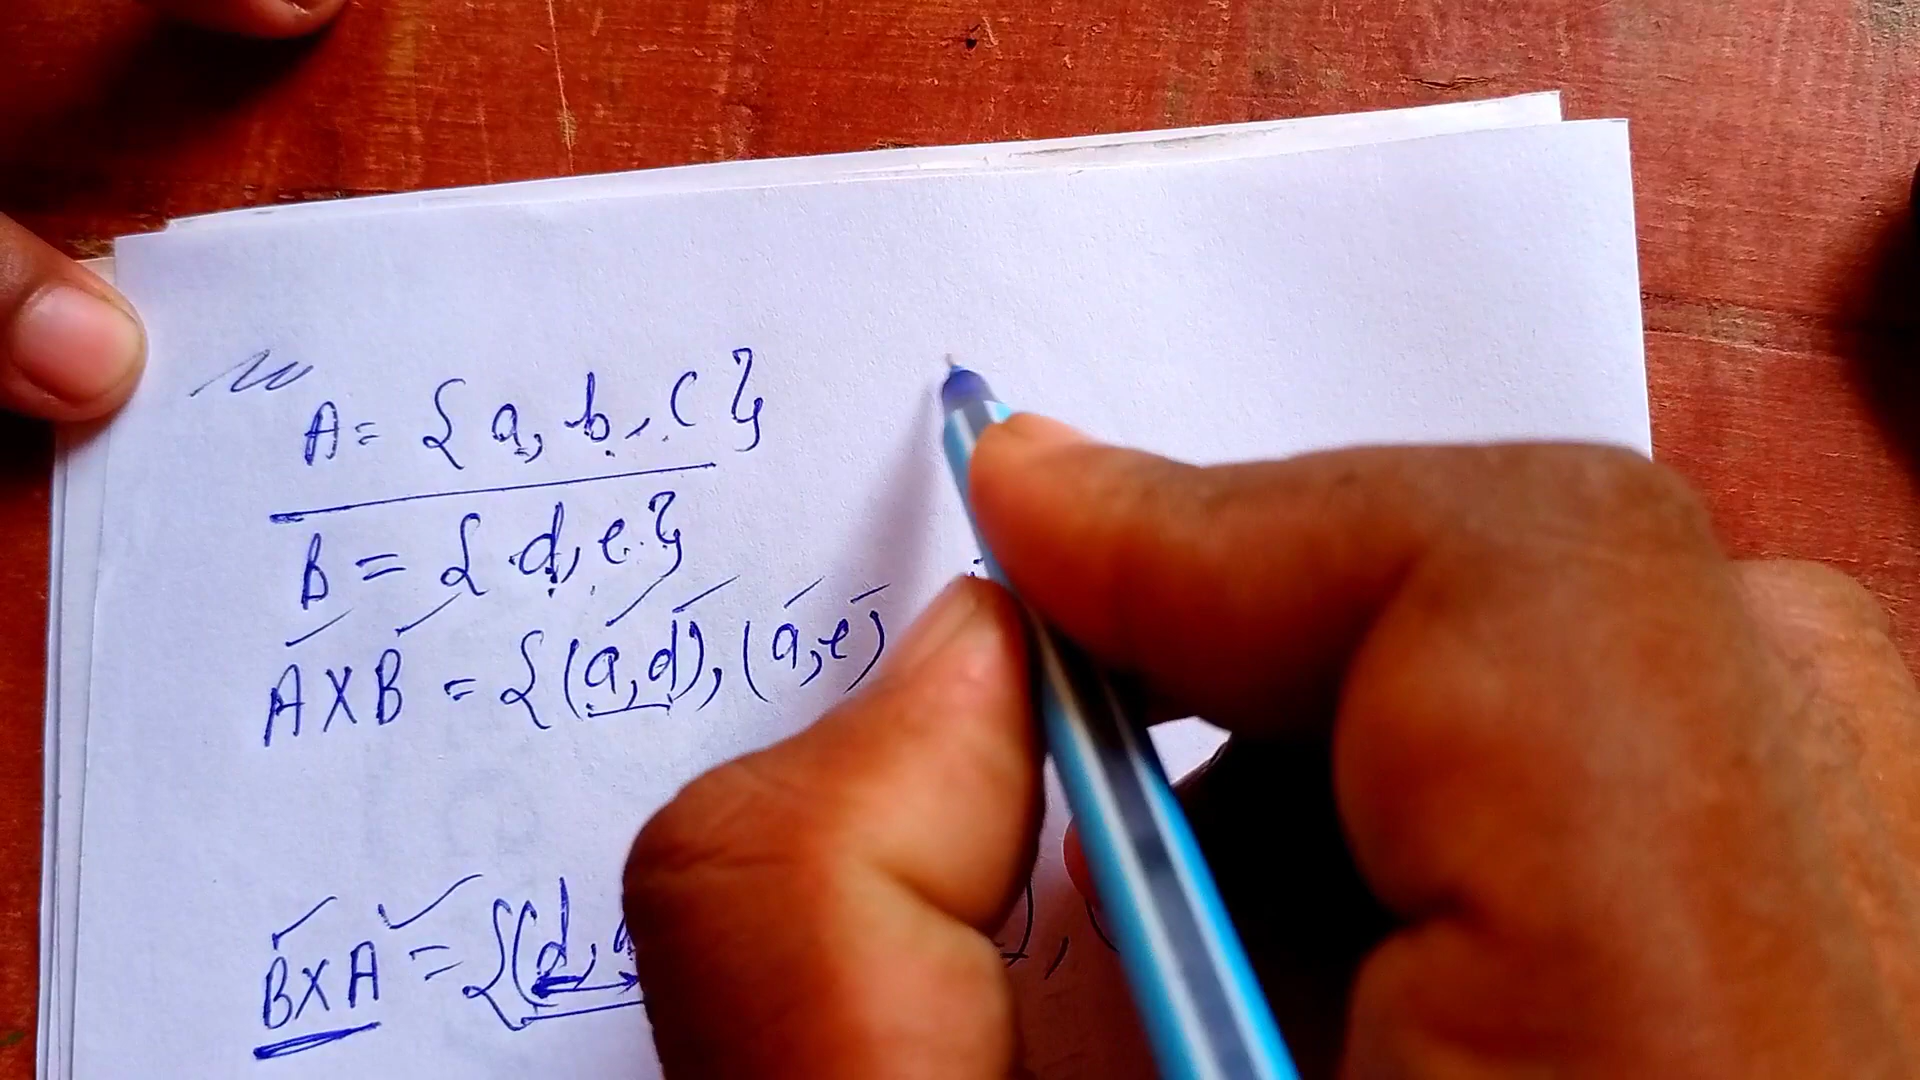 A = { a, b, c }
B = { d, e }
A X B = { (a, d), (a, e)
B X A = { (d,